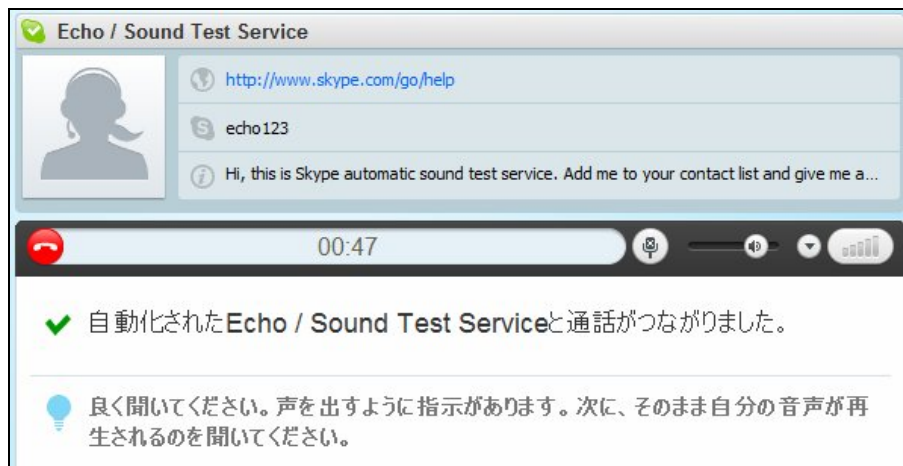 Echo / Sound Test Service
http://www.skype.com/go/help
echo123
Hi, this is Skype automatic sound test service. Add me to your contact list and give me a...
00:47
自動化されたEcho / Sound Test Serviceと通話がつながりました。
良く聞いてください。声を出すように指示があります。次に、そのまま自分の音声が再
生されるのを聞いてください。